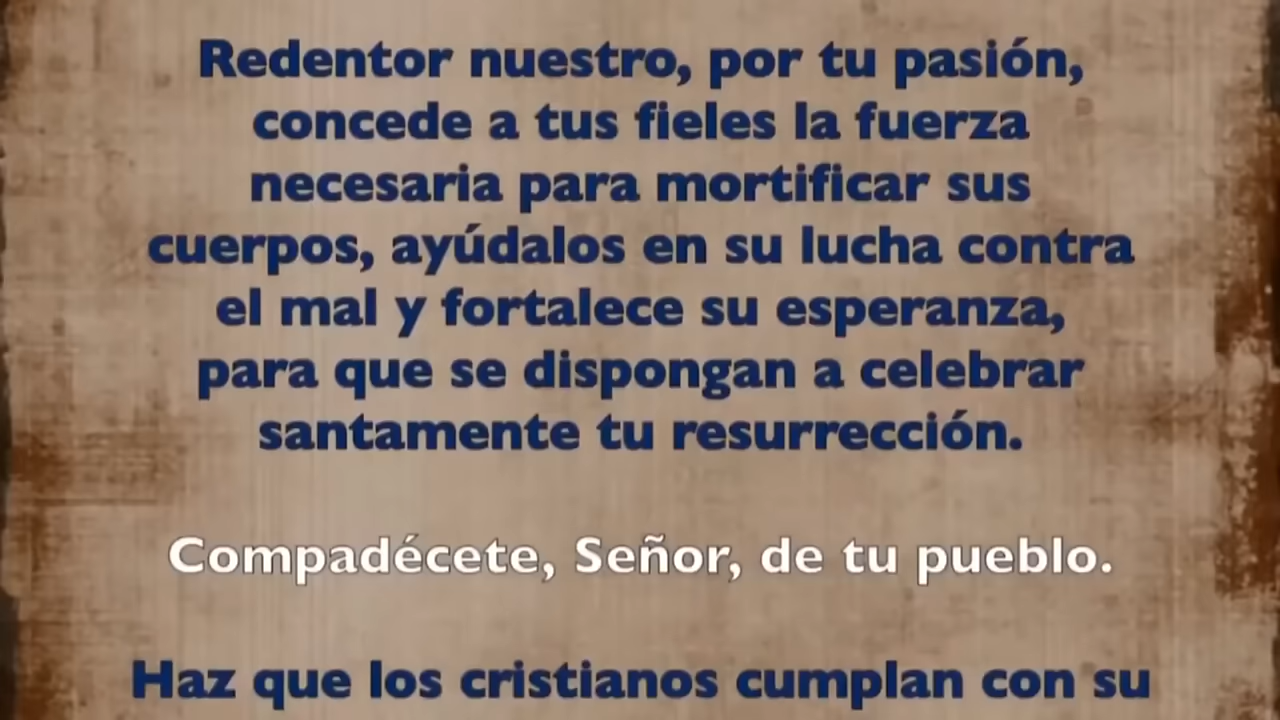 Redentor nuestro, por tu pasión,
concede a tus fieles la fuerza
necesaria para mortificar sus
cuerpos, ayúdalos en su lucha contra
el mal y fortalece su esperanza,
para que se dispongan a celebrar
santamente tu resurrección.
Compadécete, Señor, de tu pueblo.
Haz que los cristianos cumplan con su